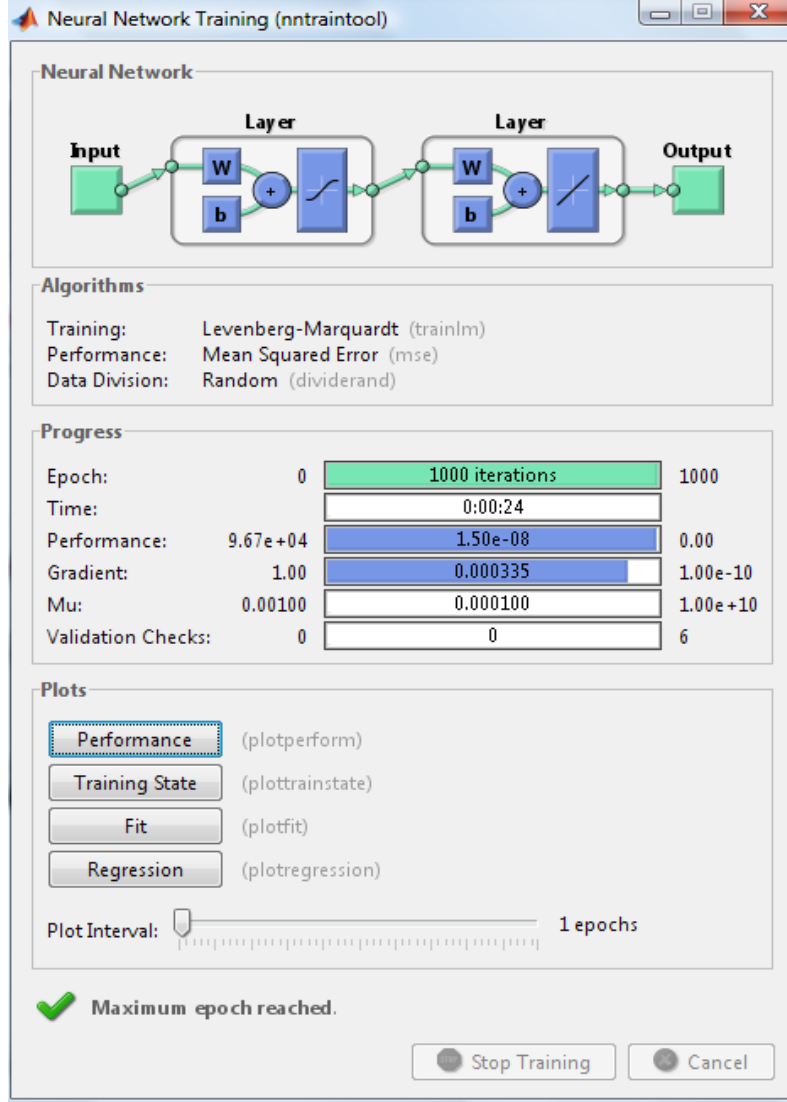 Neural Network Training (nntraintool)
Neural Network
Layer Layer
Input Output
W W
+ +
b b
Algorithms
Training: Levenberg-Marquardt (trainlm)
Performance: Mean Squared Error (mse)
Data Division: Random (dividerand)
Progress
Epoch: 0 1000 iterations 1000
Time: 0:00:24
Performance: 9.67e+04 1.50e-08 0.00
Gradient: 1.00 0.000335 1.00e-10
Mu: 0.00100 0.000100 1.00e+10
Validation Checks: 0 0 6
Plots
Performance (plotperform)
Training State (plottrainstate)
Fit (plotfit)
Regression (plotregression)
Plot Interval: 1 epochs
Maximum epoch reached.
Stop Training Cancel